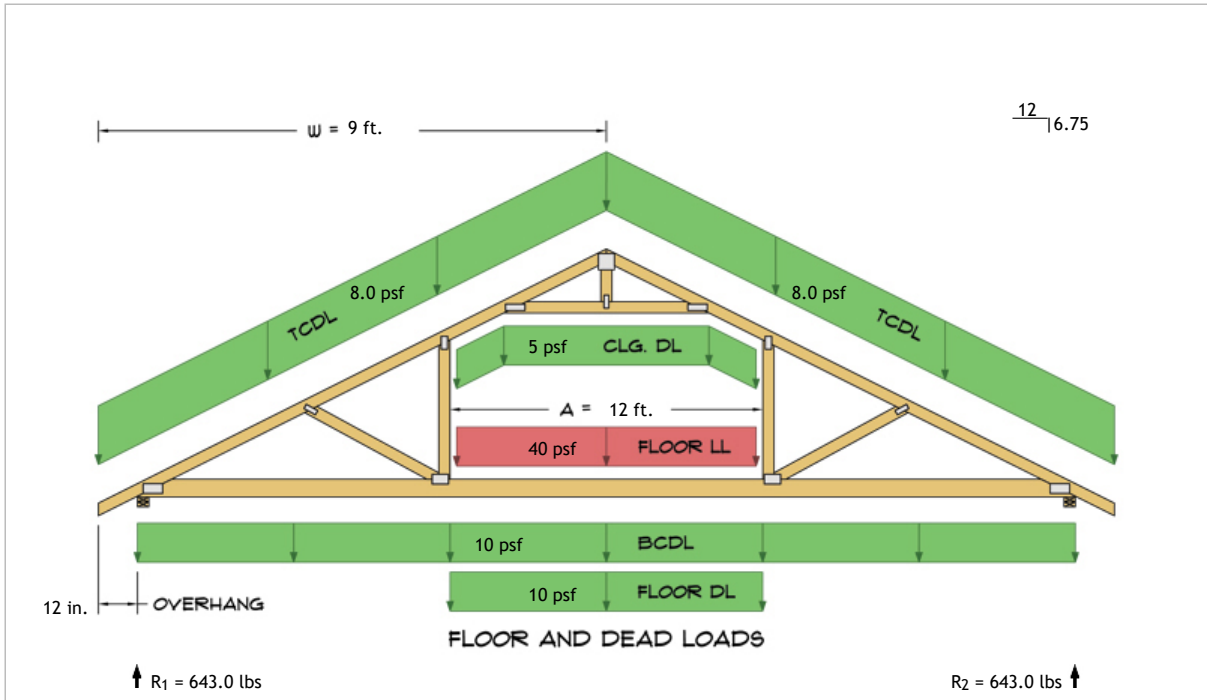 W = 9 ft.
12
6.75
8.0 psf
TCDL
8.0 psf
TCDL
5 psf CLG. DL
A = 12 ft.
40 psf FLOOR LL
10 psf BCDL
10 psf FLOOR DL
12 in. OVERHANG
FLOOR AND DEAD LOADS
R1 = 643.0 lbs
R2 = 643.0 lbs